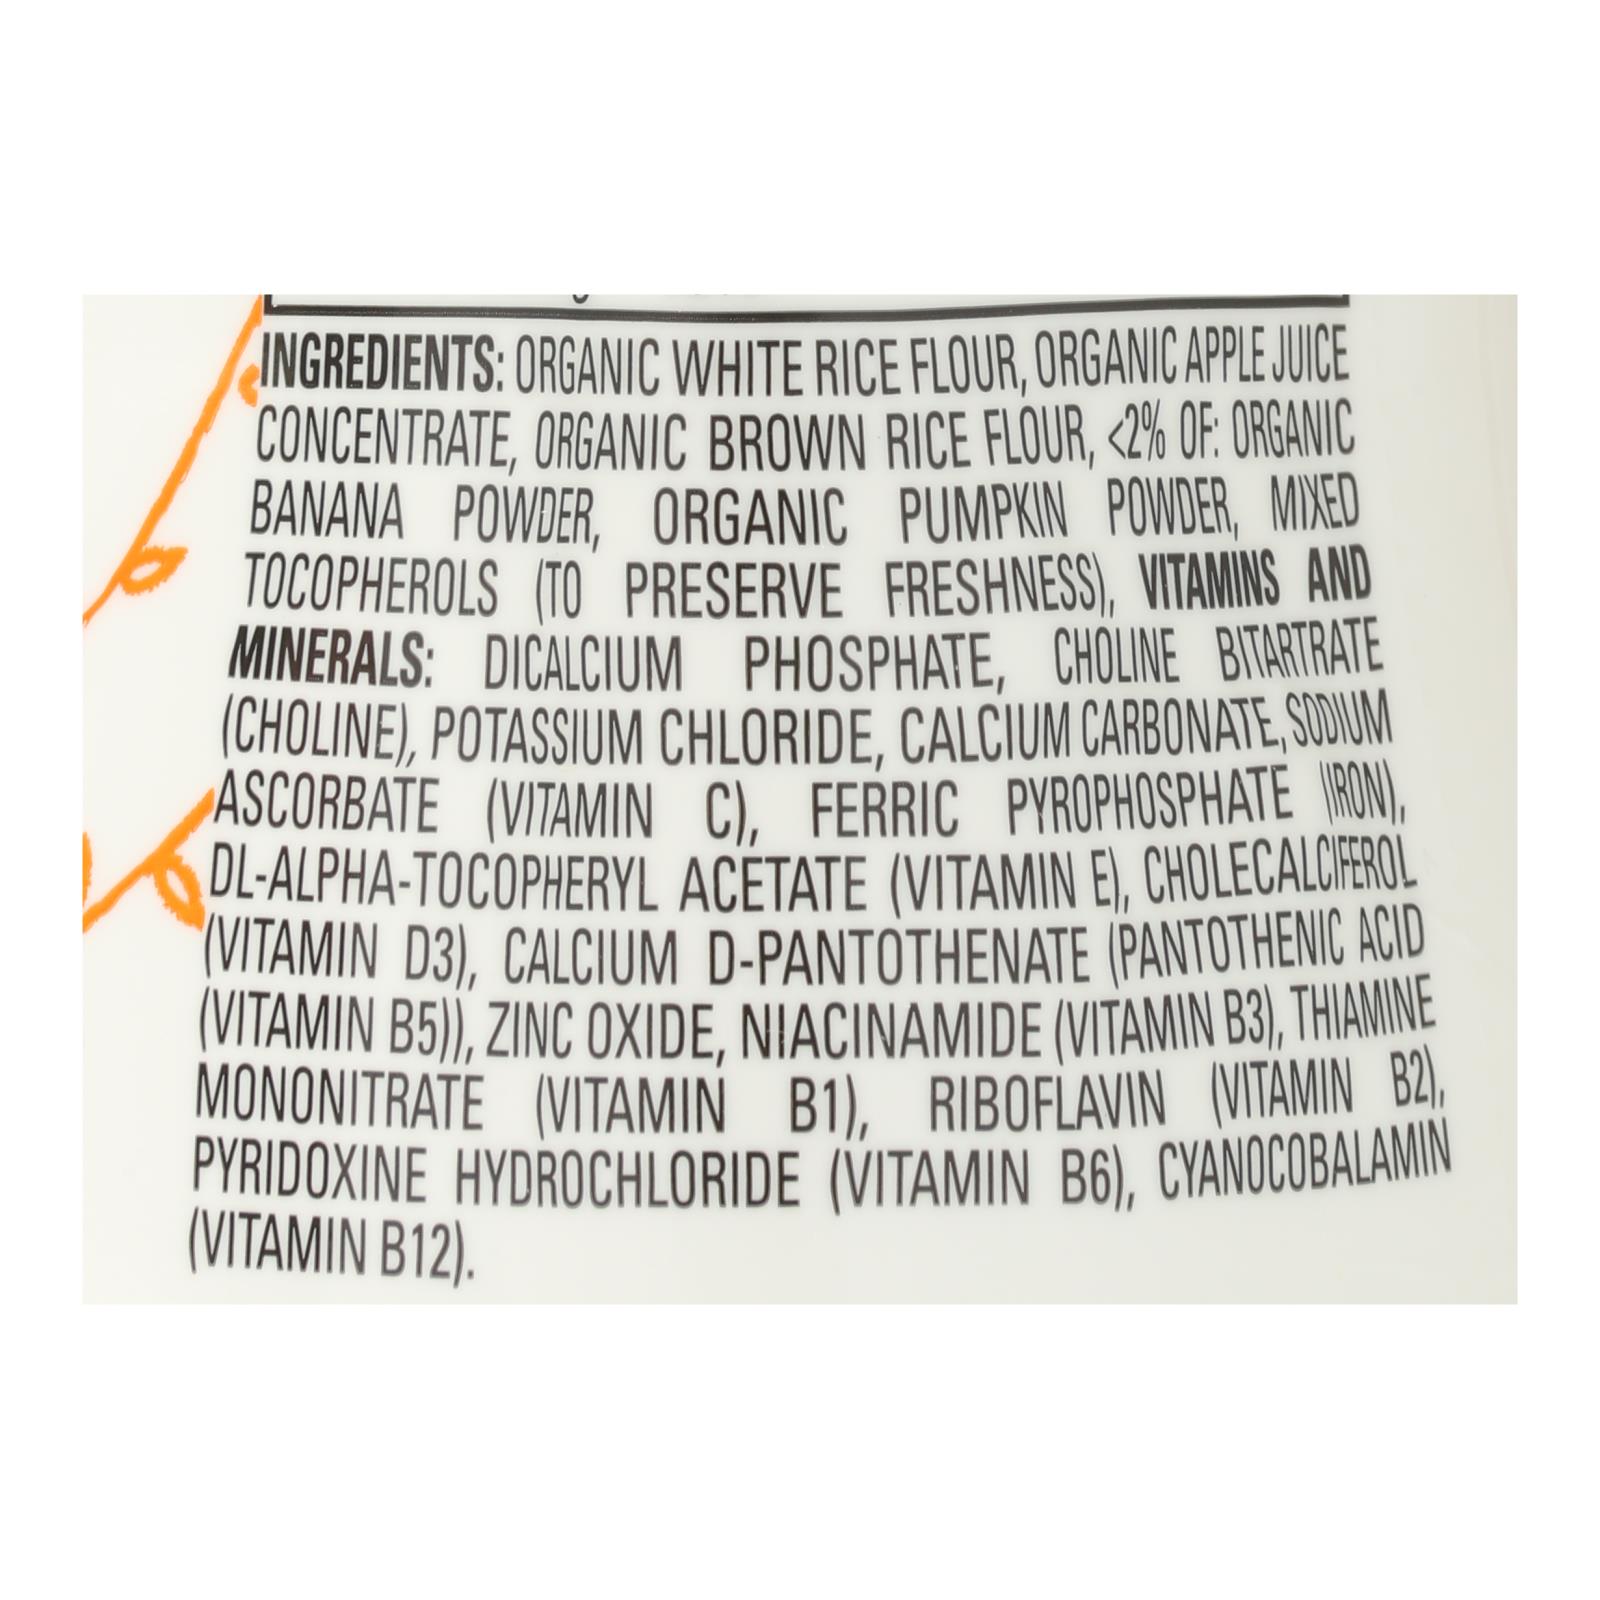 INGREDIENTS: ORGANIC WHITE RICE FLOUR, ORGANIC APPLE JUICE
CONCENTRATE, ORGANIC BROWN RICE FLOUR, <2% OF: ORGANIC
BANANA POWDER, ORGANIC PUMPKIN POWDER, MIXED
TOCOPHEROLS (TO PRESERVE FRESHNESS), VITAMINS AND
MINERALS: DICALCIUM PHOSPHATE, CHOLINE BITARTRATE
(CHOLINE), POTASSIUM CHLORIDE, CALCIUM CARBONATE, SODIUM
ASCORBATE (VITAMIN C), FERRIC PYROPHOSPHATE (IRON),
DL-ALPHA-TOCOPHERYL ACETATE (VITAMIN E), CHOLECALCIFEROL
(VITAMIN D3), CALCIUM D-PANTOTHENATE (PANTOTHENIC ACID
(VITAMIN B5)), ZINC OXIDE, NIACINAMIDE (VITAMIN B3), THIAMINE
MONONITRATE (VITAMIN B1), RIBOFLAVIN (VITAMIN B2),
PYRIDOXINE HYDROCHLORIDE (VITAMIN B6), CYANOCOBALAMIN
(VITAMIN B12).